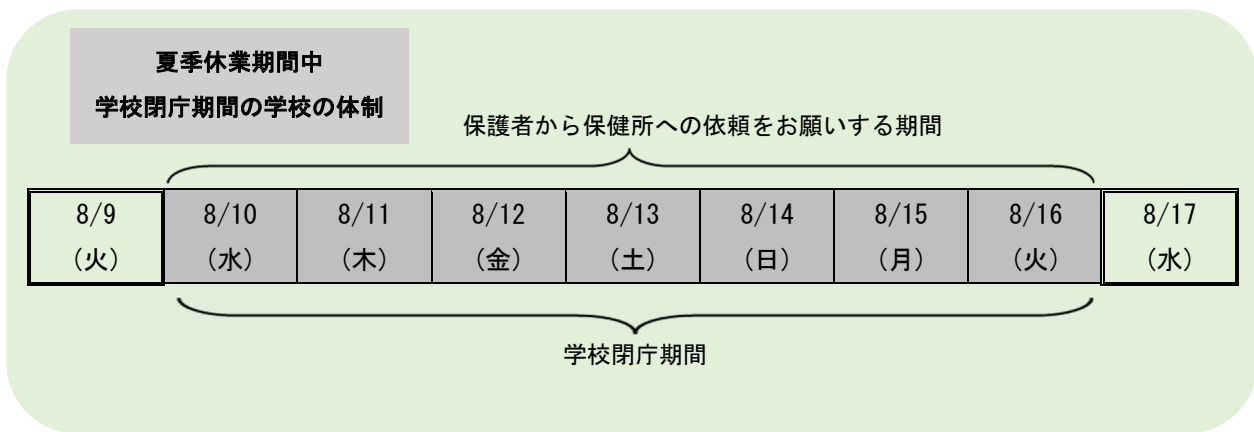 夏季休業期間中
学校閉庁期間の学校の体制
保護者から保健所への依頼をお願いする期間
8/9 8/10 8/11 8/12 8/13 8/14 8/15 8/16 8/17
（火） （水） （木） （金） （土） （日） （月） （火） （水）
学校閉庁期間